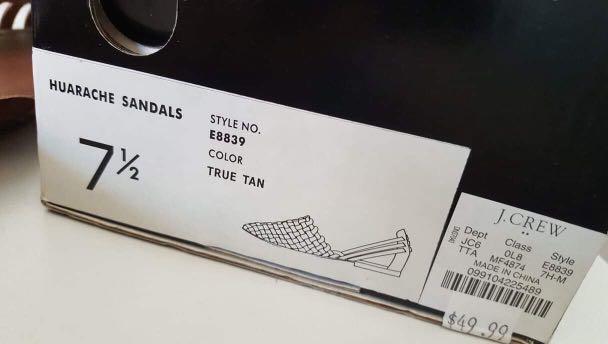 HUARACHE SANDALS
7½
STYLE NO.
E8839
COLOR
TRUE TAN
J.CREW
Dept Class Style
JC6 0L8 E8839
TTA MF4874 7H-M
MADE IN CHINA
099104225489
$49.99